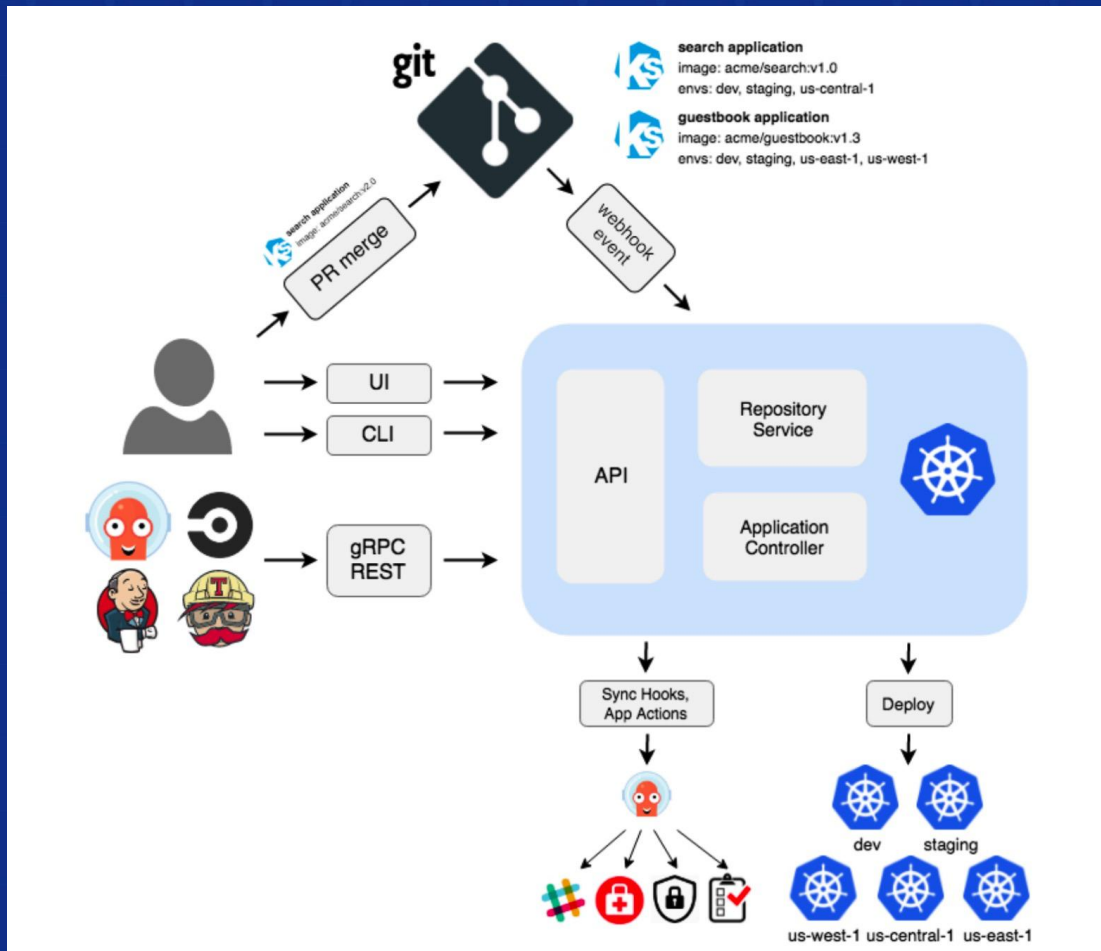 git
search application
image: acme/search:v1.0
envs: dev, staging, us-central-1
guestbook application
image: acme/guestbook:v1.3
envs: dev, staging, us-east-1, us-west-1
KS
KS
search application
image: acme/search:v2.0
KS
PR merge
webhook
event
UI
CLI
gRPC
REST
T
API
Repository
Service
Application
Controller
Sync Hooks,
App Actions
Deploy
dev
staging
us-west-1
us-central-1
us-east-1